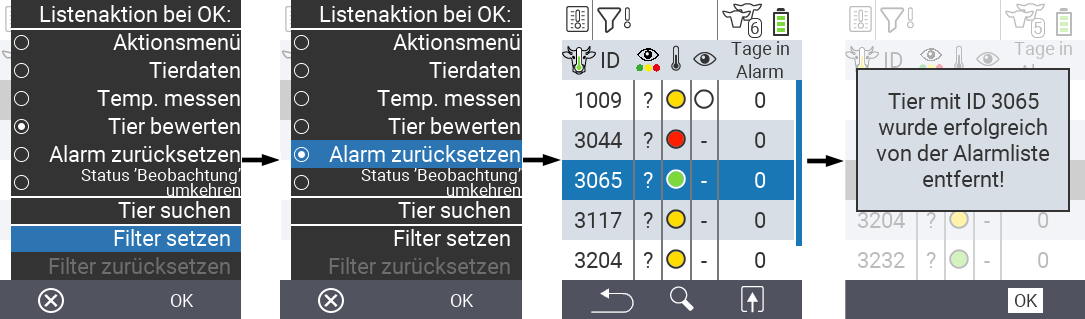 Listenaktion bei OK:
Aktionsmenü
Tierdaten
Temp. messen
Tier bewerten
Alarm zurücksetzen
Status 'Beobachtung'
umkehren
Tier suchen
Filter setzen
Filter zurücksetzen
OK
Listenaktion bei OK:
Aktionsmenü
Tierdaten
Temp. messen
Tier bewerten
Alarm zurücksetzen
Status 'Beobachtung'
umkehren
Tier suchen
Filter setzen
Filter zurücksetzen
OK
6
ID Tage in
Alarm
1009 ? 0
3044 ? - 0
3065 ? - 0
3117 ? - 0
3204 ? - 0
5
ID Tage in
Alarm
Tier mit ID 3065
wurde erfolgreich
von der Alarmliste
entfernt!
3204 ? - 0
3232 ? - 0
OK